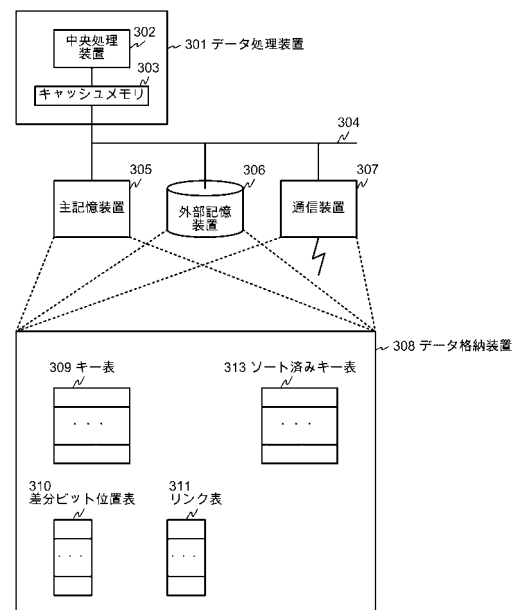 302
中央処理
装置
303
キャッシュメモリ
301 データ処理装置
304
305
主記憶装置
306
外部記憶
装置
307
通信装置
308 データ格納装置
309 キー表
・・・
313 ソート済みキー表
・・・
310
差分ビット位置表
・・・
311
リンク表
・・・